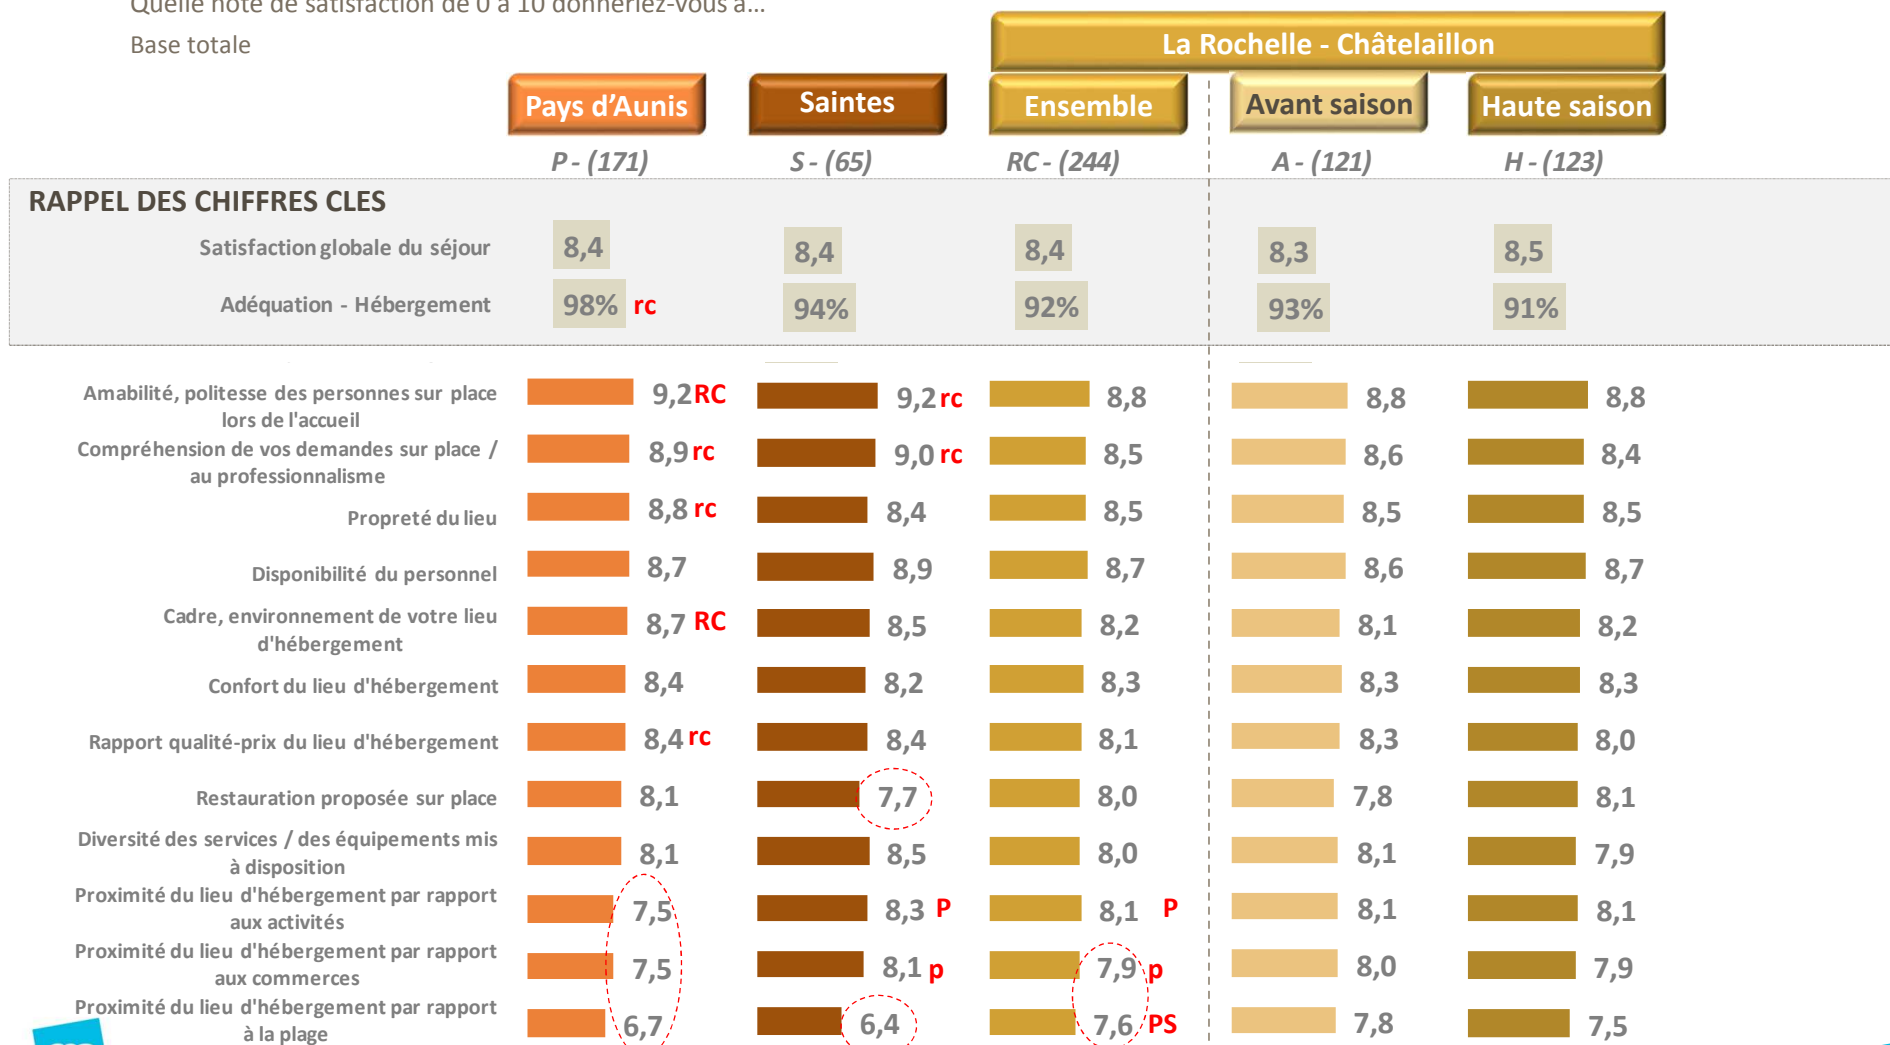 Quelle note de satisfaction de 0 à 10 donneriez-vous à…
Base totale
La Rochelle - Châtelaillon
Pays d'Aunis Saintes Ensemble Avant saison Haute saison
P - (171) S - (65) RC - (244) A - (121) H - (123)
RAPPEL DES CHIFFRES CLES
Satisfaction globale du séjour 8,4 8,4 8,4 8,3 8,5
Adéquation - Hébergement 98% rc 94% 92% 93% 91%
Amabilité, politesse des personnes sur place
lors de l'accueil
9,2 RC 9,2 rc 8,8 8,8 8,8
Compréhension de vos demandes sur place /
au professionnalisme
8,9 rc 9,0 rc 8,5 8,6 8,4
Propreté du lieu 8,8 rc 8,4 8,5 8,5 8,5
Disponibilité du personnel 8,7 8,9 8,7 8,6 8,7
Cadre, environnement de votre lieu
d'hébergement
8,7 RC 8,5 8,2 8,1 8,2
Confort du lieu d'hébergement 8,4 8,2 8,3 8,3 8,3
Rapport qualité-prix du lieu d'hébergement 8,4 rc 8,4 8,1 8,3 8,0
Restauration proposée sur place 8,1 7,7 8,0 7,8 8,1
Diversité des services / des équipements mis
à disposition
8,1 8,5 8,0 8,1 7,9
Proximité du lieu d'hébergement par rapport
aux activités
7,5 8,3 P 8,1 P 8,1 8,1
Proximité du lieu d'hébergement par rapport
aux commerces
7,5 8,1 p 7,9 p 8,0 7,9
Proximité du lieu d'hébergement par rapport
à la plage
6,7 6,4 7,6 PS 7,8 7,5